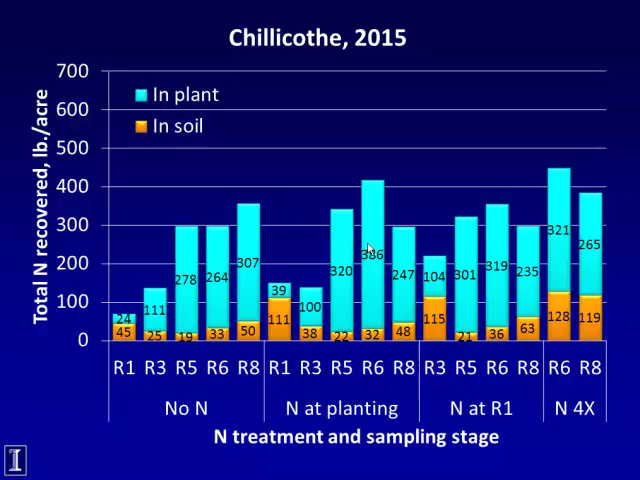 Chillicothe, 2015
Total N recovered, lb./acre
700
600
500
400
300
200
100
0
In plant
In soil
24 111 278 264 307 39 100 320 386 247 104 301 319 235 321 265
45 25 19 33 50 111 38 22 32 48 115 21 36 63 128 119
R1 R3 R5 R6 R8 R1 R3 R5 R6 R8 R3 R5 R6 R8 R6 R8
No N N at planting N at R1 N 4X
N treatment and sampling stage
I